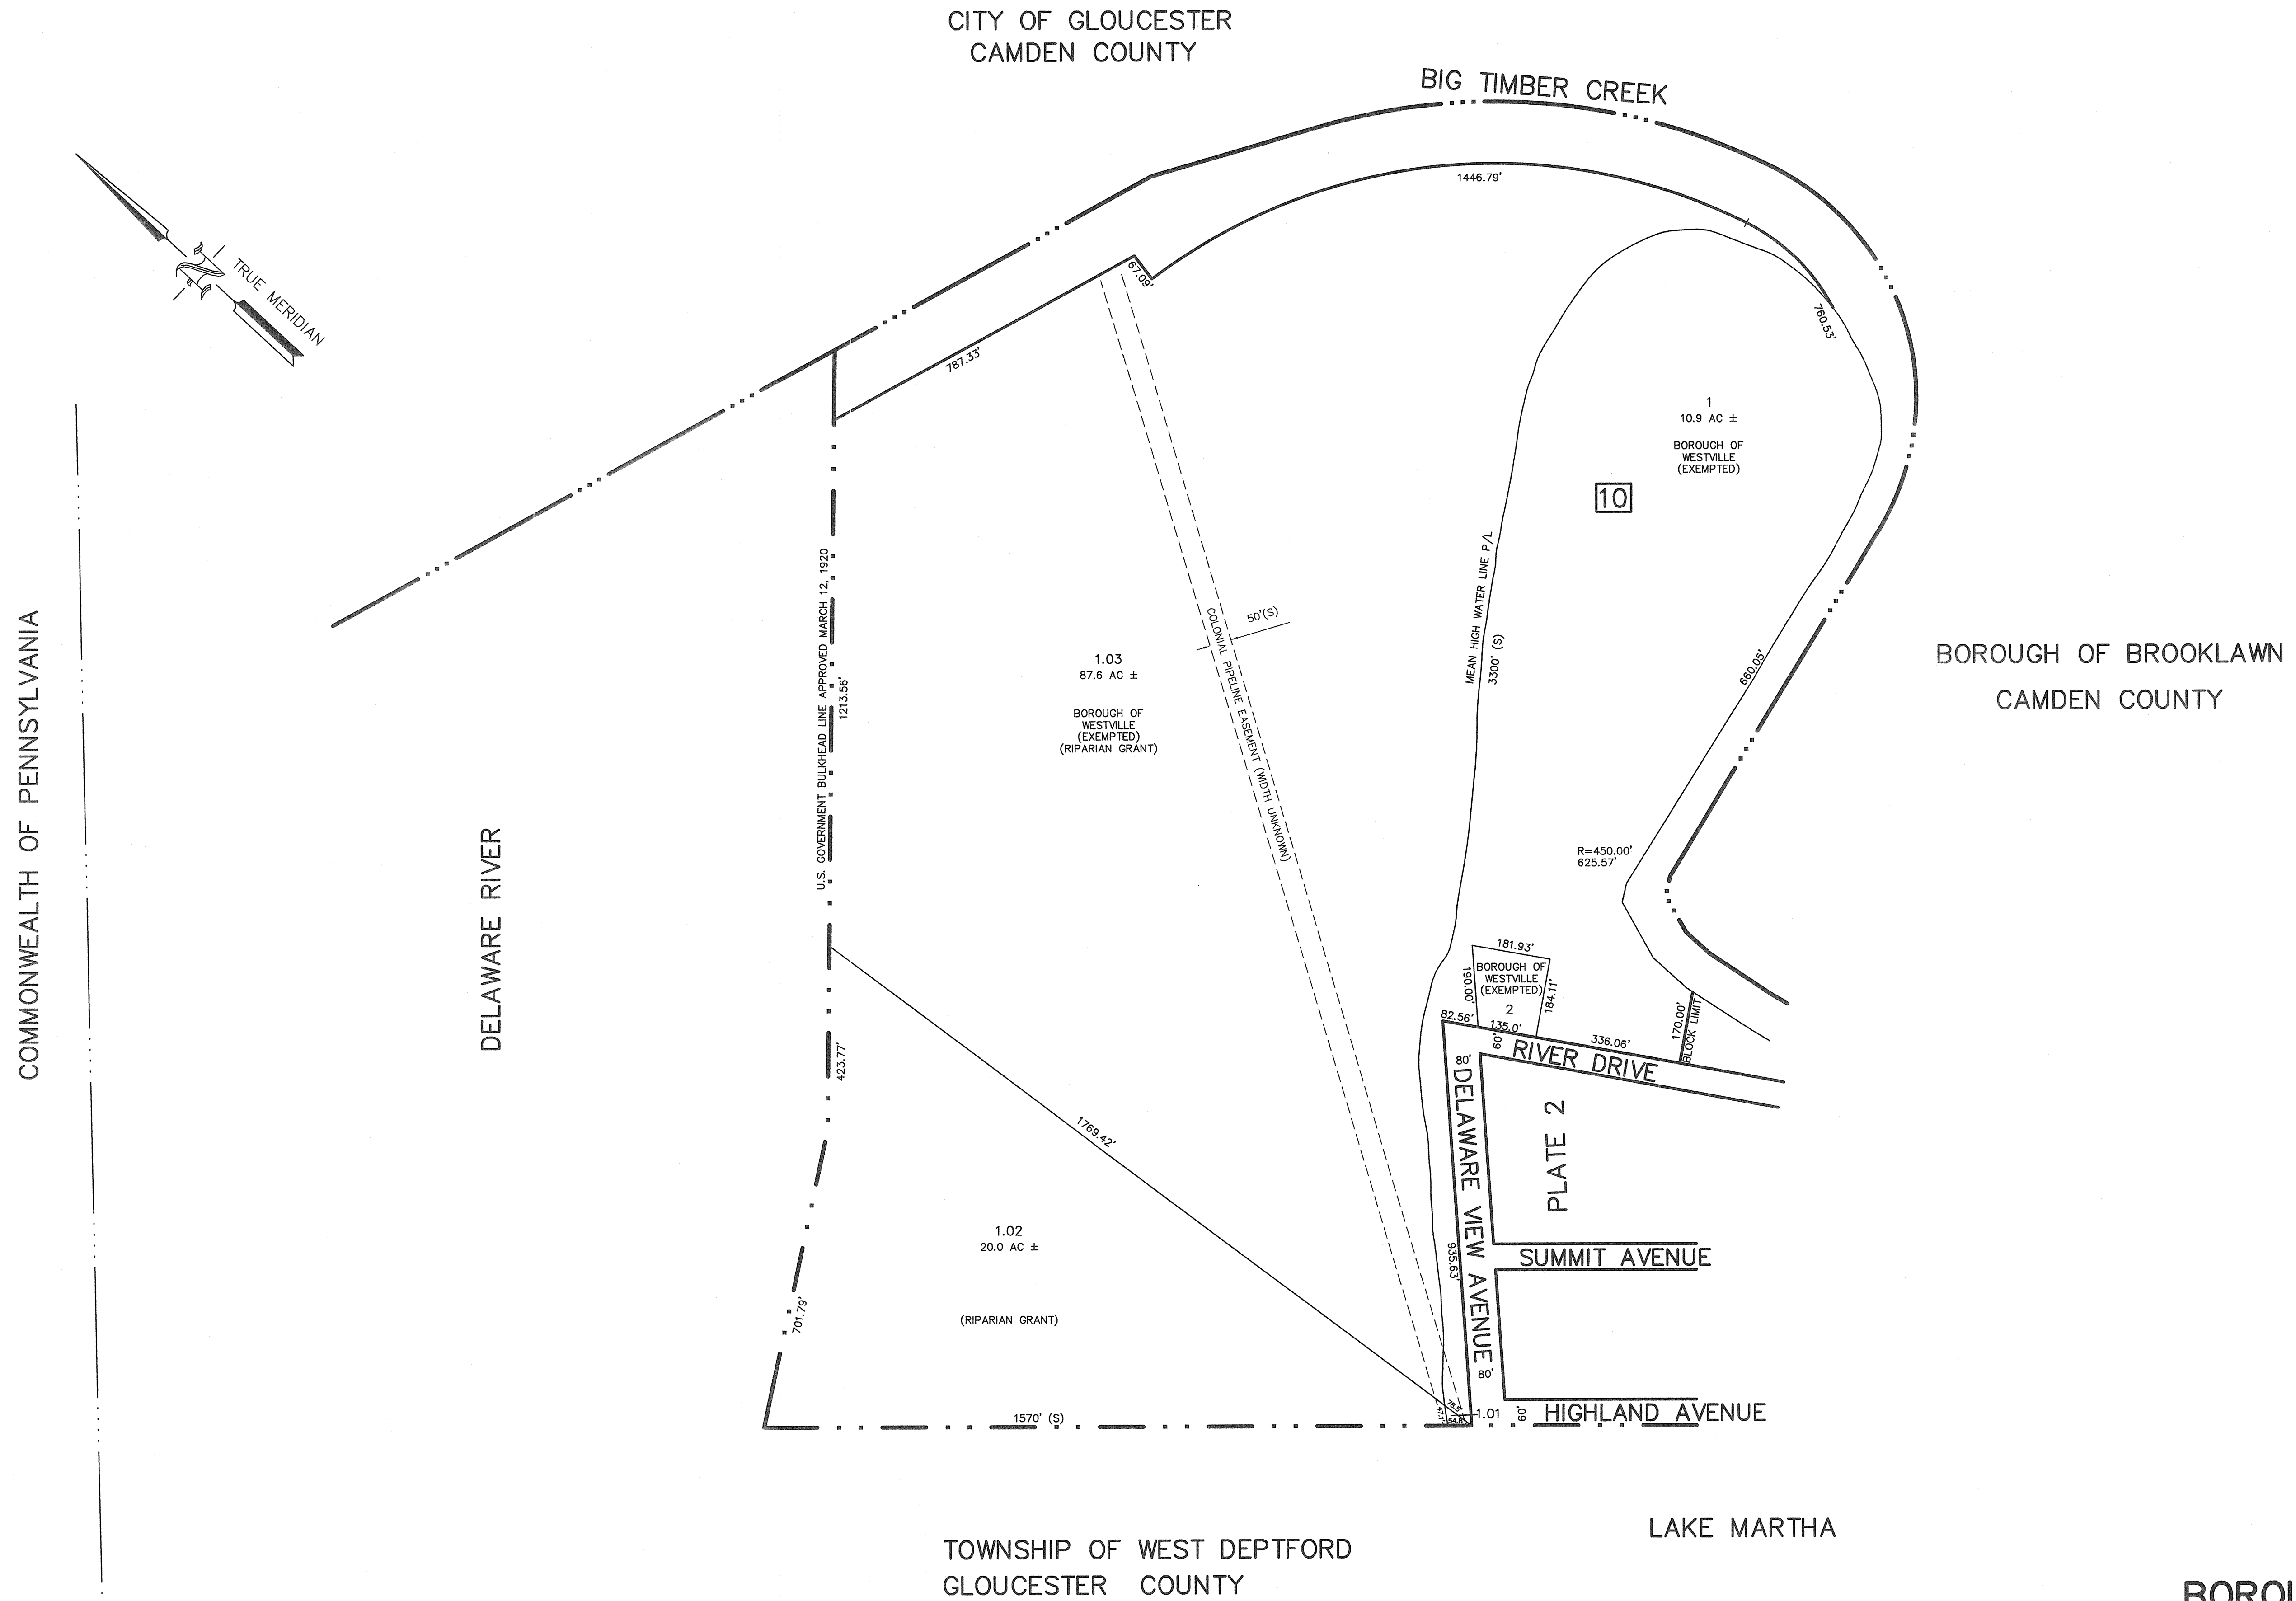 CITY OF GLOUCESTER
CAMDEN COUNTY
BIG TIMBER CREEK
TRUE MERIDIAN
N
1446.79'
67.09'
787.33'
760.53'
1
10.9 AC ±
BOROUGH OF
WESTVILLE
(EXEMPTED)
10
COMMONWEALTH OF PENNSYLVANIA
DELAWARE RIVER
U.S. GOVERNMENT BULKHEAD LINE APPROVED MARCH 12, 1920
1213.56'
1.03
87.6 AC ±
BOROUGH OF
WESTVILLE
(EXEMPTED)
(RIPARIAN GRANT)
COLONIAL PIPELINE EASEMENT (WIDTH UNKNOWN)
50'(S)
MEAN HIGH WATER LINE P/L
3300' (S)
660.05'
BOROUGH OF BROOKLAWN
CAMDEN COUNTY
R=450.00'
625.57'
181.93'
190.00'
BOROUGH OF
WESTVILLE
(EXEMPTED)
2
184.11'
82.56'
135.0'
60'
336.06'
170.00'
BLOCK LIMIT
RIVER DRIVE
80'
DELAWARE VIEW AVENUE
935.63'
80'
PLATE 2
SUMMIT AVENUE
423.77'
1769.42'
1.02
20.0 AC ±
(RIPARIAN GRANT)
701.79'
1570' (S)
1.01
60'
HIGHLAND AVENUE
LAKE MARTHA
TOWNSHIP OF WEST DEPTFORD
GLOUCESTER COUNTY